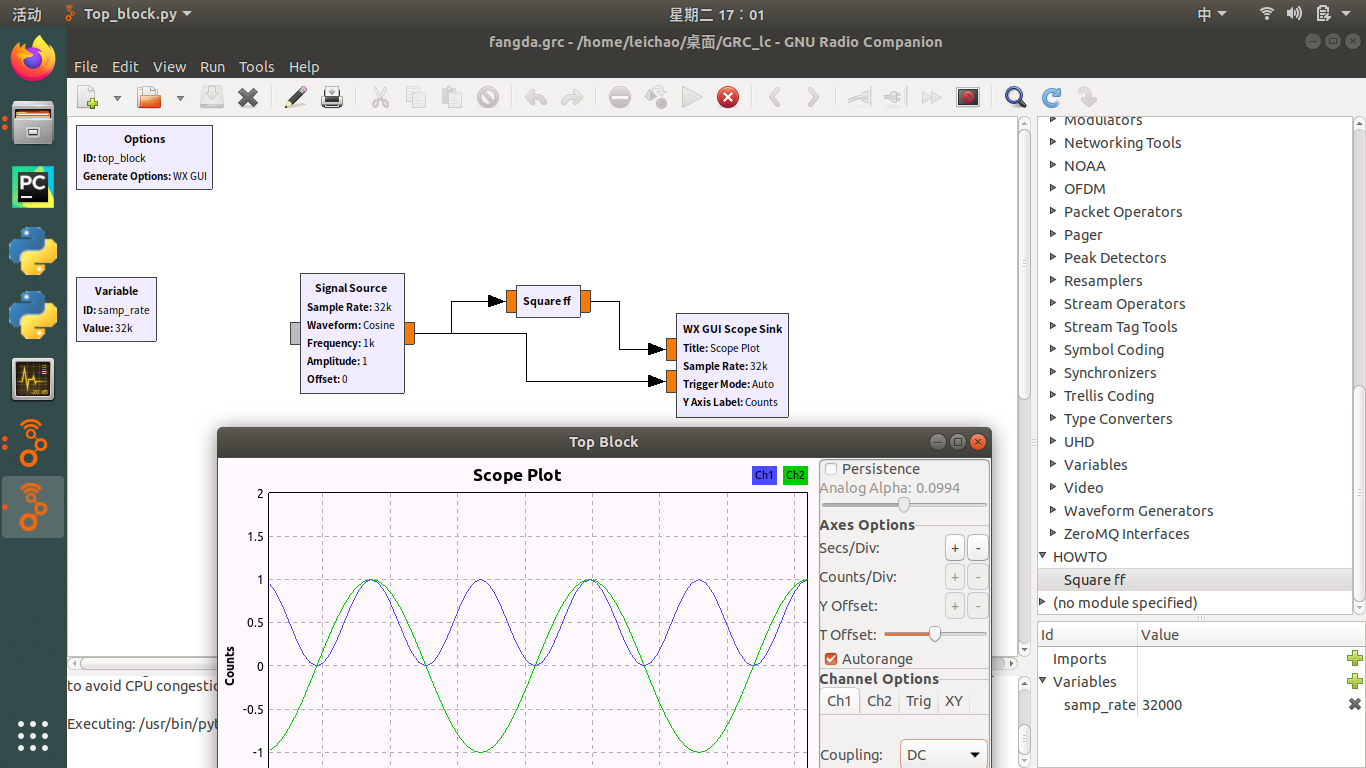 活动
Top_block.py
星期二 17：01
中
fangda.grc - /home/leichao/桌面/GRC_lc - GNU Radio Companion
File Edit View Run Tools Help
Options
ID: top_block
Generate Options: WX GUI
Variable
ID: samp_rate
Value: 32k
Signal Source
Sample Rate: 32k
Waveform: Cosine
Frequency: 1k
Amplitude: 1
Offset: 0
Square ff
WX GUI Scope Sink
Title: Scope Plot
Sample Rate: 32k
Trigger Mode: Auto
Y Axis Label: Counts
Modulators
Networking Tools
NOAA
OFDM
Packet Operators
Pager
Peak Detectors
Resamplers
Stream Operators
Stream Tag Tools
Symbol Coding
Synchronizers
Trellis Coding
Type Converters
UHD
Variables
Video
Waveform Generators
ZeroMQ Interfaces
HOWTO
Square ff
(no module specified)
Id Value
Imports
Variables
samp_rate 32000
to avoid CPU
Executing:
Top Block
Scope Plot
Ch1 Ch2
2
1.5
1
0.5
0
-0.5
-1
Counts
Persistence
Analog Alpha: 0.0994
Axes Options
Secs/Div: + -
Counts/Div: + -
Y Offset: + -
T Offset:
Autorange
Channel Options
Ch1 Ch2 Trig XY
Coupling: DC
PC
-20 dB